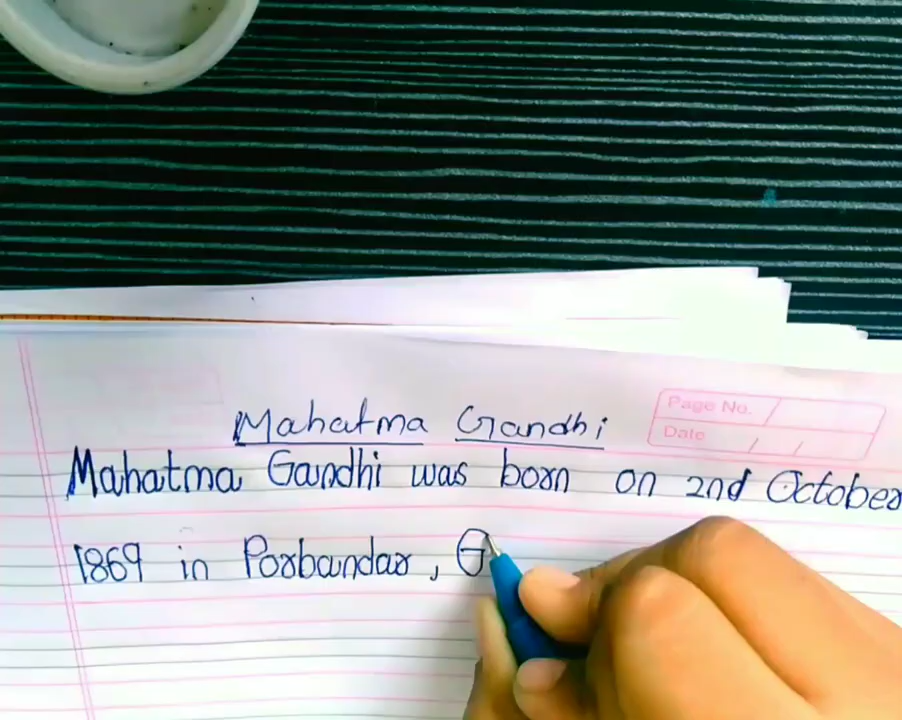 Mahatma Gandhi
Page No.
Date / /
Mahatma Gandhi was born on 2nd October
1869 in Porbandar, G